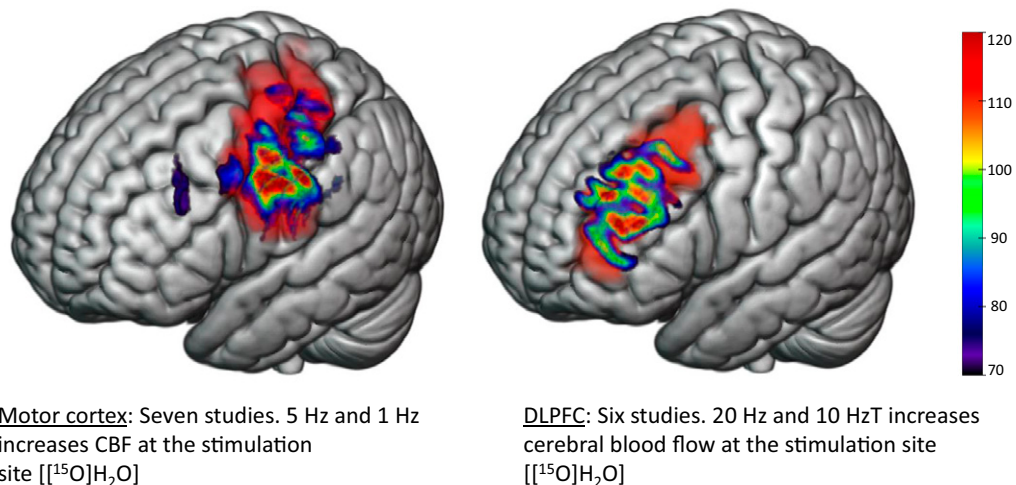 120
110
100
90
80
70
Motor cortex: Seven studies. 5 Hz and 1 Hz
increases CBF at the stimulation
site [[¹⁵O]H₂O]
DLPFC: Six studies. 20 Hz and 10 HzT increases
cerebral blood flow at the stimulation site
[[¹⁵O]H₂O]